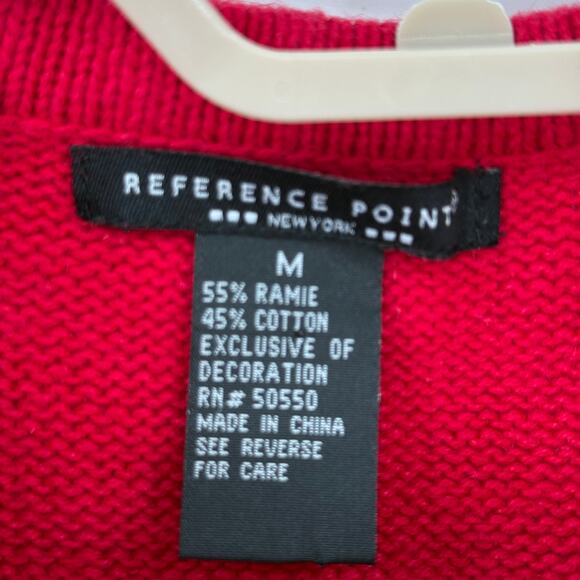 REFERENCE POINT
NEW YORK
M
55% RAMIE
45% COTTON
EXCLUSIVE OF
DECORATION
RN# 50550
MADE IN CHINA
SEE REVERSE
FOR CARE